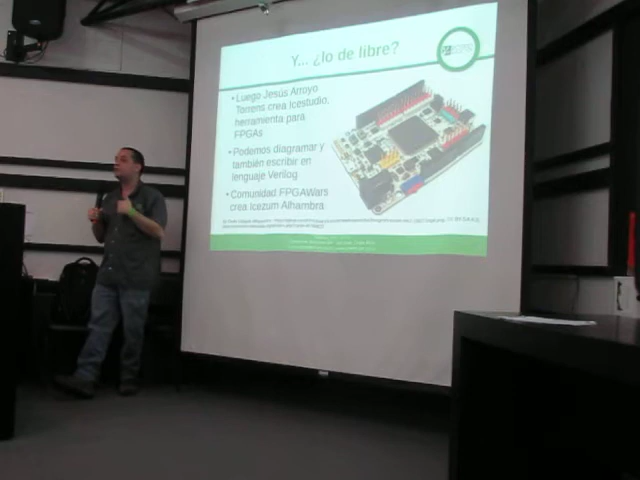 Y... ¿lo de libre?
• Luego Jesús Arroyo
Torrens crea Icestudio,
herramienta para
FPGAs
• Podemos diagramar y
también escribir en
lenguaje Verilog
• Comunidad FPGAWars
crea Icezum Alhambra